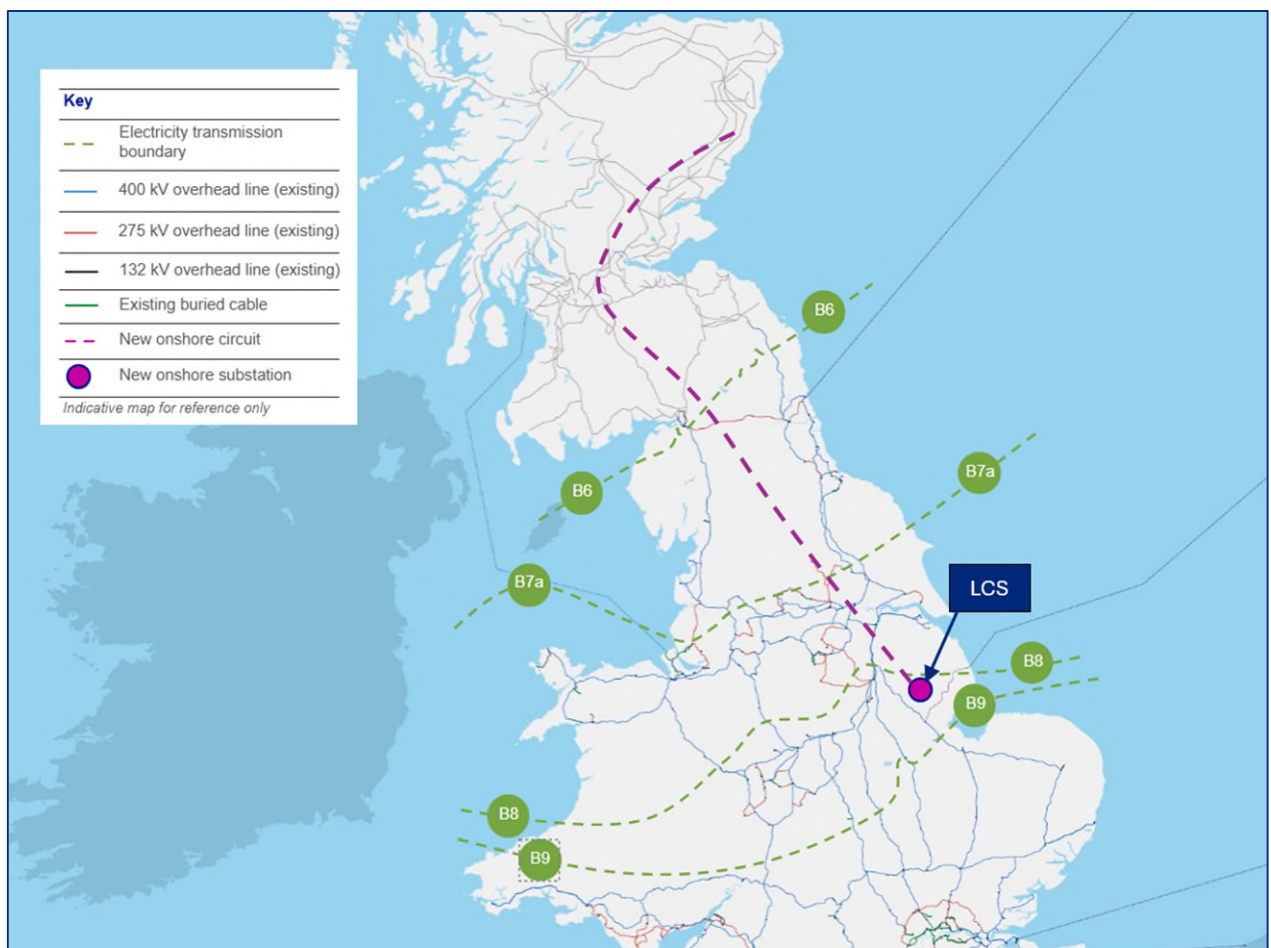 Key
Electricity transmission
boundary
400 kV overhead line (existing)
275 kV overhead line (existing)
132 kV overhead line (existing)
Existing buried cable
New onshore circuit
New onshore substation
Indicative map for reference only
B6
B6
B7a
B7a
LCS
B8
B9
B8
B9